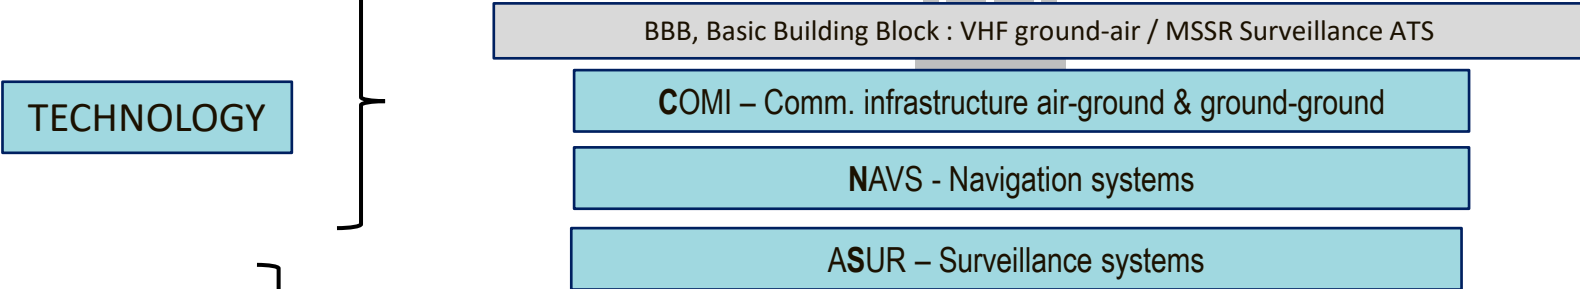 BBB, Basic Building Block : VHF ground-air / MSSR Surveillance ATS
TECHNOLOGY
COMI – Comm. infrastructure air-ground & ground-ground
NAVS - Navigation systems
ASUR – Surveillance systems